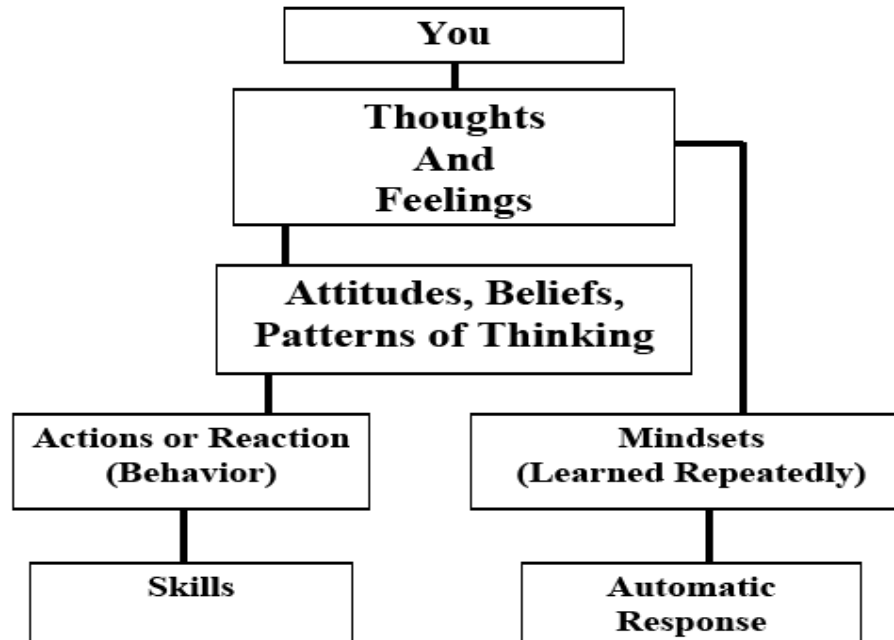 You
Thoughts
And
Feelings
Attitudes, Beliefs,
Patterns of Thinking
Actions or Reaction
(Behavior)
Mindsets
(Learned Repeatedly)
Skills
Automatic
Response